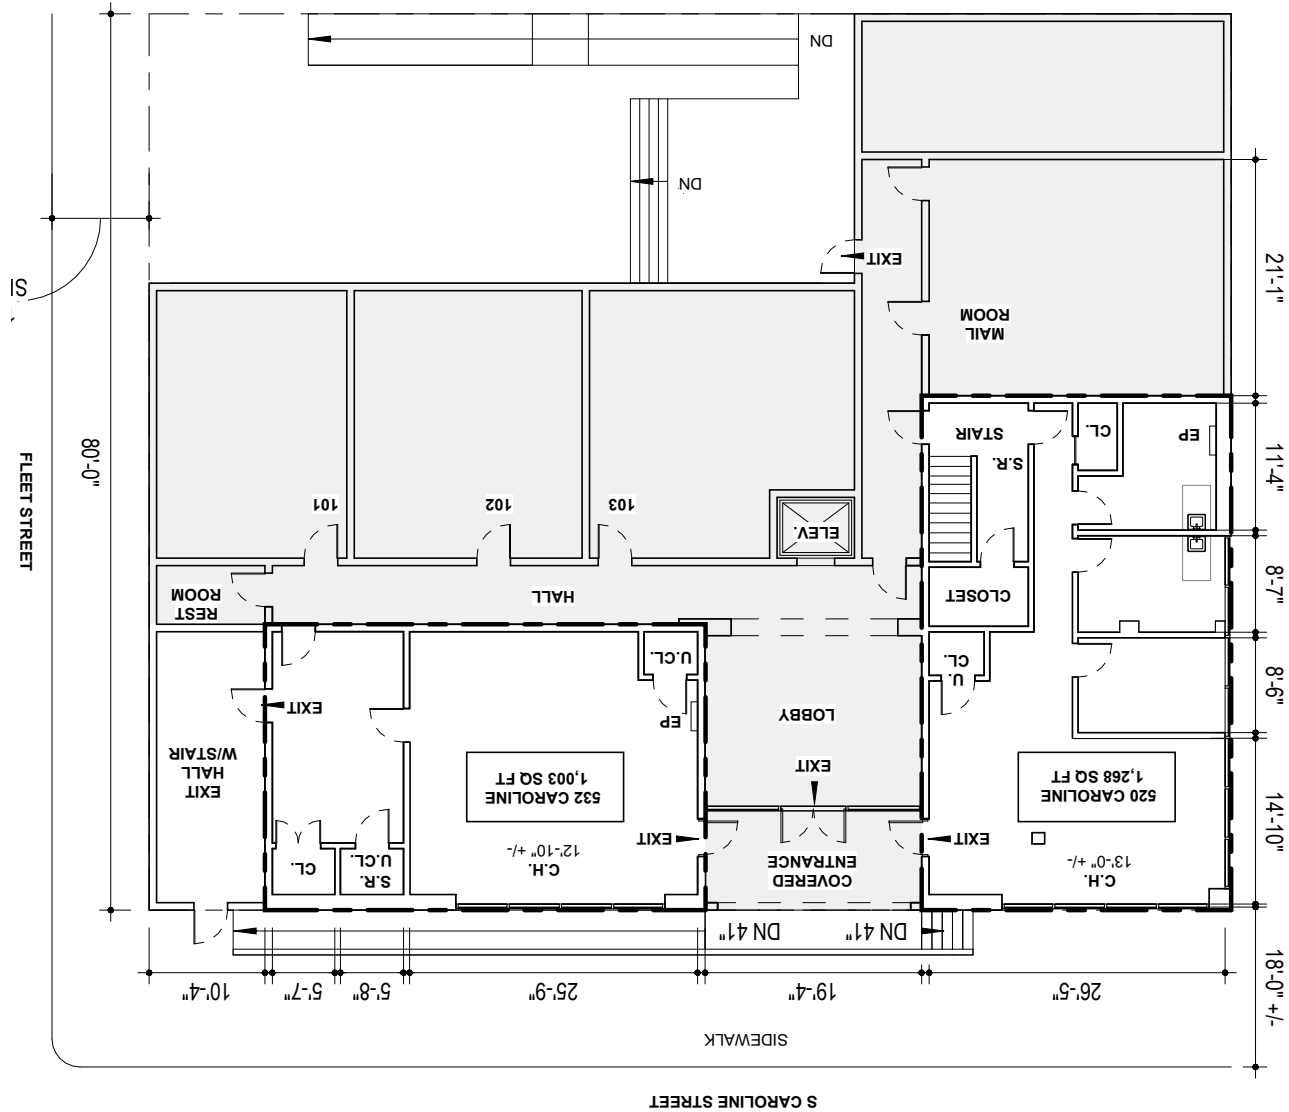 S CAROLINE STREET
SIDEWALK
18'-0" +/-
26'-5"
19'-4"
25'-9"
5'-8"
5'-7"
10'-4"
DN 41"
DN 41"
14'-10"
C.H.
13'-0" +/-
520 CAROLINE
1,268 SQ FT
EXIT
COVERED
ENTRANCE
EXIT
LOBBY
EXIT
C.H.
12'-10" +/-
532 CAROLINE
1,003 SQ FT
S.R.
U.CL.
CL.
EXIT
HALL
W/STAIR
EP
EXIT
8'-6"
U.
CL.
U.CL.
8'-7"
CLOSET
HALL
REST
ROOM
11'-4"
EP
CL.
S.R.
STAIR
ELEV.
103
102
101
80'-0"
FLEET STREET
21'-1"
MAIL
ROOM
EXIT
DN
DN